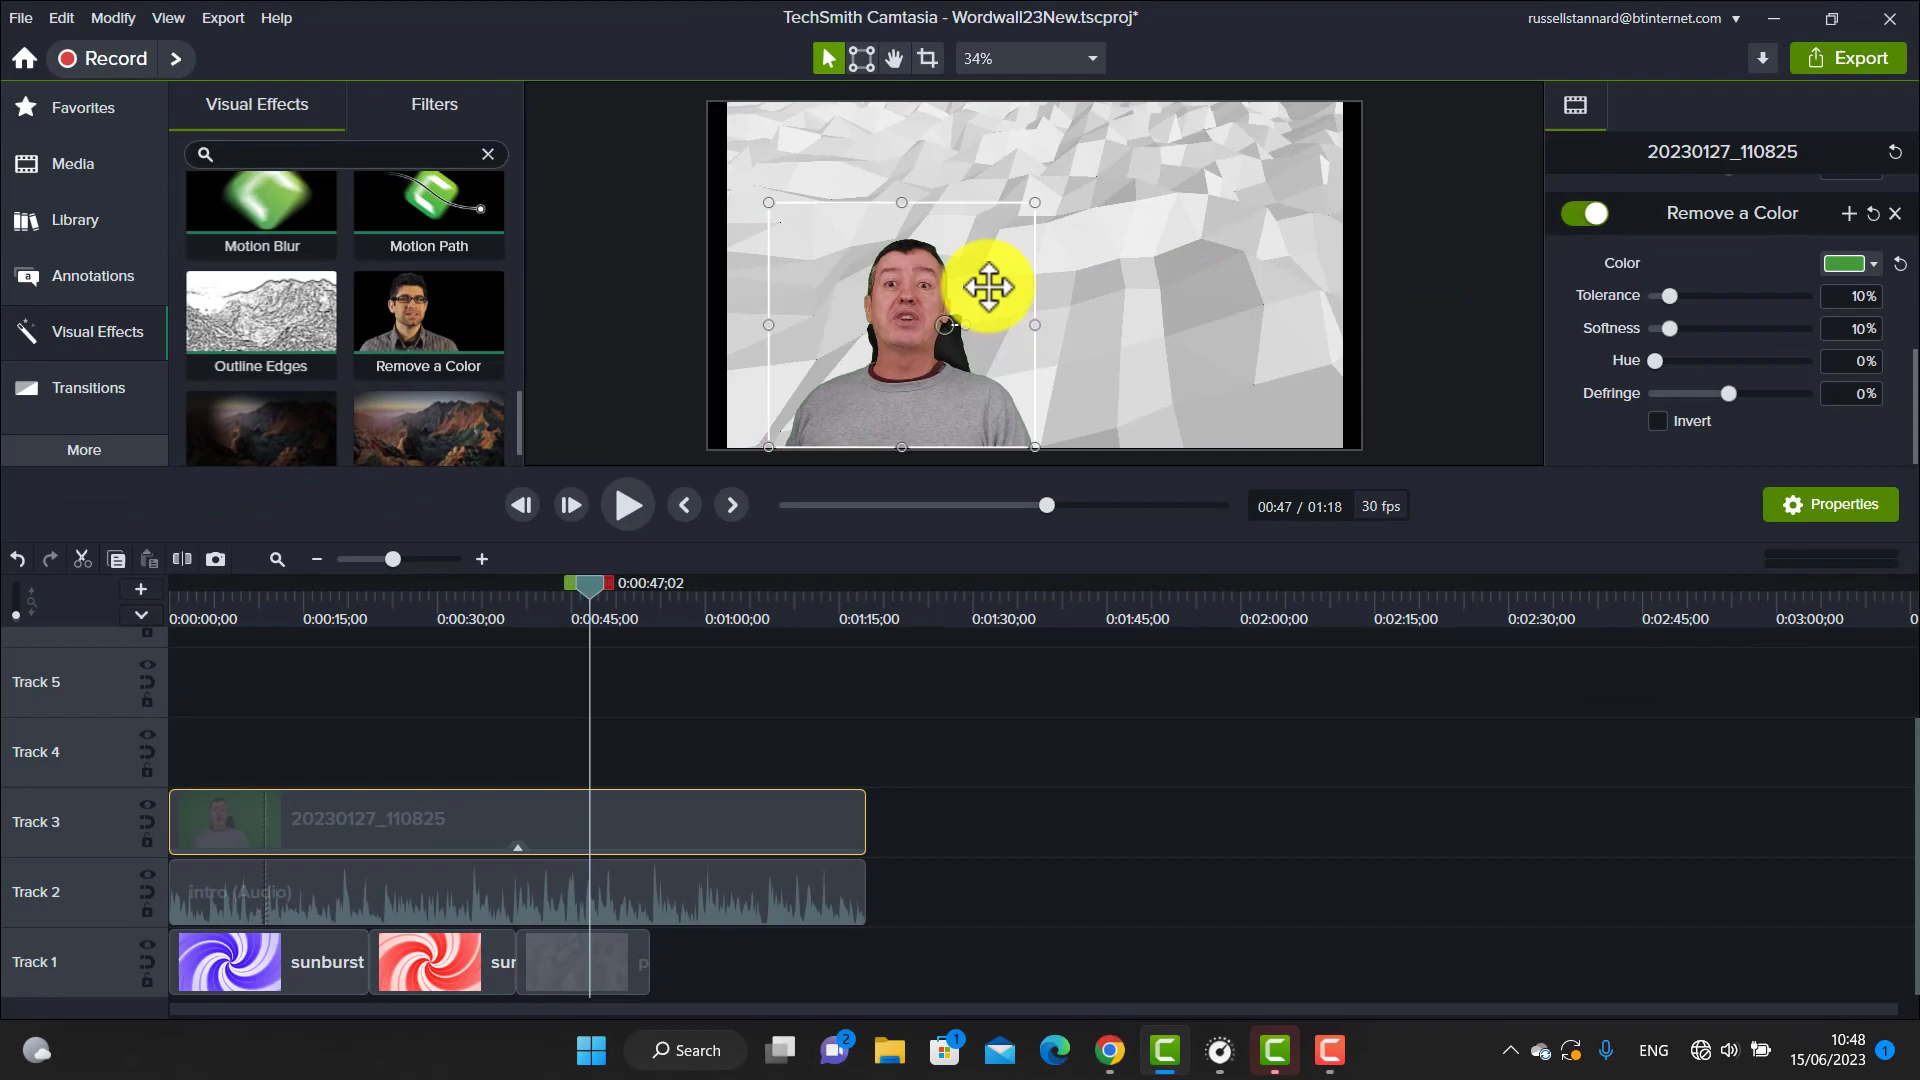 File Edit Modify View Export Help
TechSmith Camtasia - Wordwall23New.tscproj*
russellstannard@btinternet.com
Record
34%
Export
Favorites
Media
Library
Annotations
Visual Effects
Transitions
More
Visual Effects Filters
Motion Blur Motion Path
Outline Edges Remove a Color
20230127_110825
Remove a Color
Color
Tolerance 10%
Softness 10%
Hue 0%
Defringe 0%
Invert
00:47 / 01:18 30 fps
Properties
0:00:47;02
0:00:00;00 0:00:15;00 0:00:30;00 0:00:45;00 0:01:00;00 0:01:15;00 0:01:30;00 0:01:45;00 0:02:00;00 0:02:15;00 0:02:30;00 0:02:45;00 0:03:00;00 0
Track 5
Track 4
Track 3 20230127_110825
Track 2 intro (Audio)
Track 1 sunburst sur p
Search
2
1
ENG
10:48
15/06/2023
1